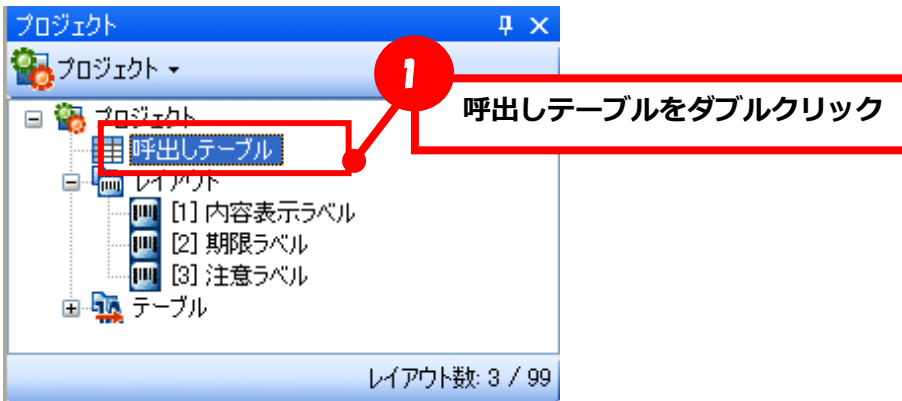 プロジェクト
プロジェクト
1
呼出しテーブルをダブルクリック
プロジェクト
呼出しテーブル
レイアウト
[1] 内容表示ラベル
[2] 期限ラベル
[3] 注意ラベル
テーブル
レイアウト数: 3 / 99